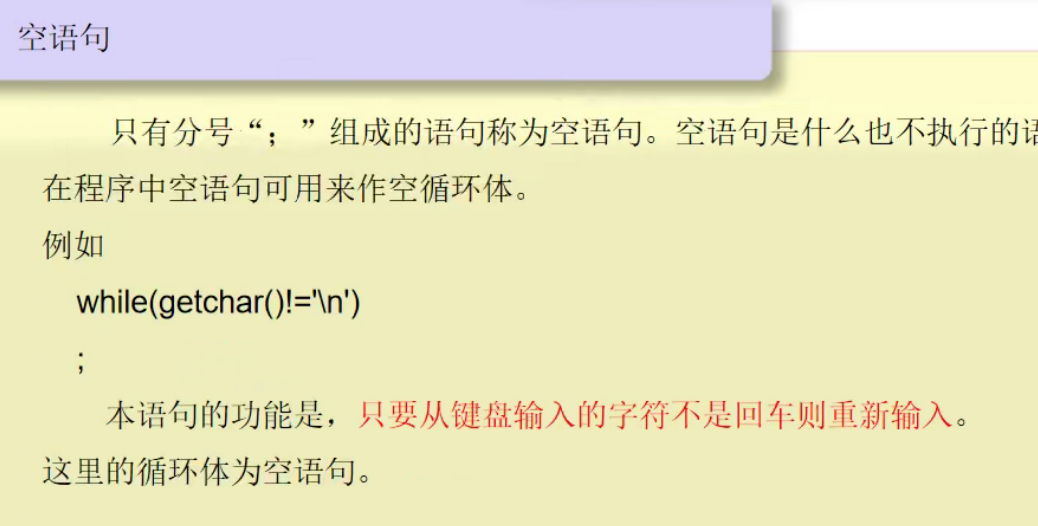 空语句
只有分号“；”组成的语句称为空语句。空语句是什么也不执行的语
在程序中空语句可用来作空循环体。
例如
while(getchar()!='\n')
;
本语句的功能是，只要从键盘输入的字符不是回车则重新输入。
这里的循环体为空语句。